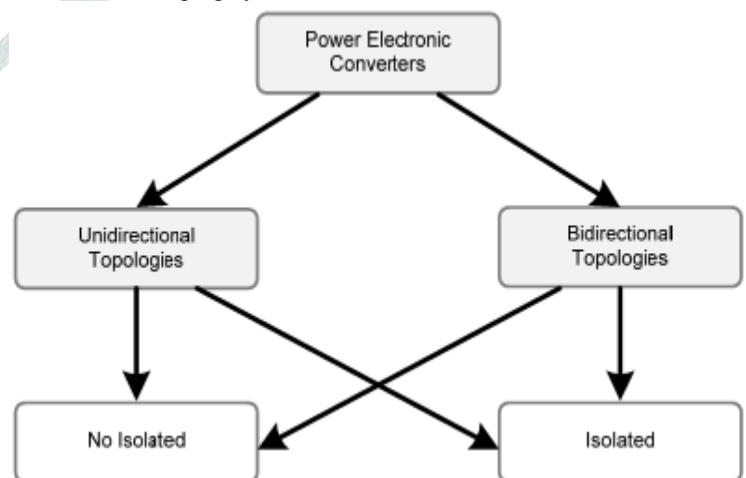 Power Electronic
Converters
Unidirectional
Topologies
Bidirectional
Topologies
No Isolated
Isolated